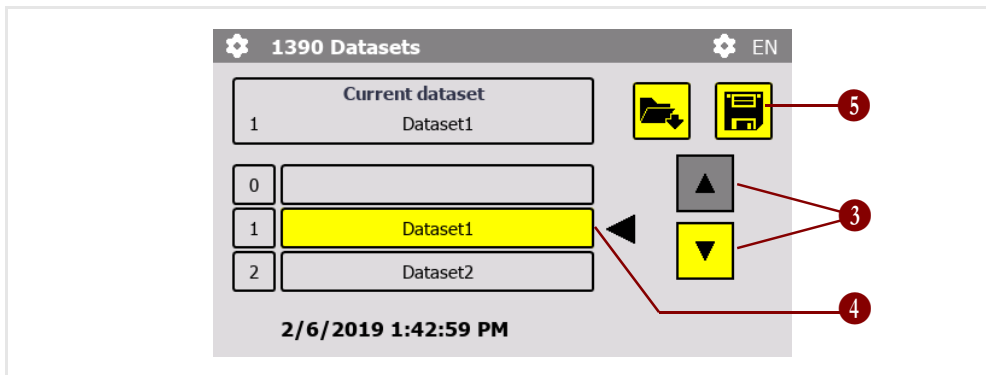 1390 Datasets EN
Current dataset
1 Dataset1
5
0
1 Dataset1
3
2 Dataset2
4
2/6/2019 1:42:59 PM